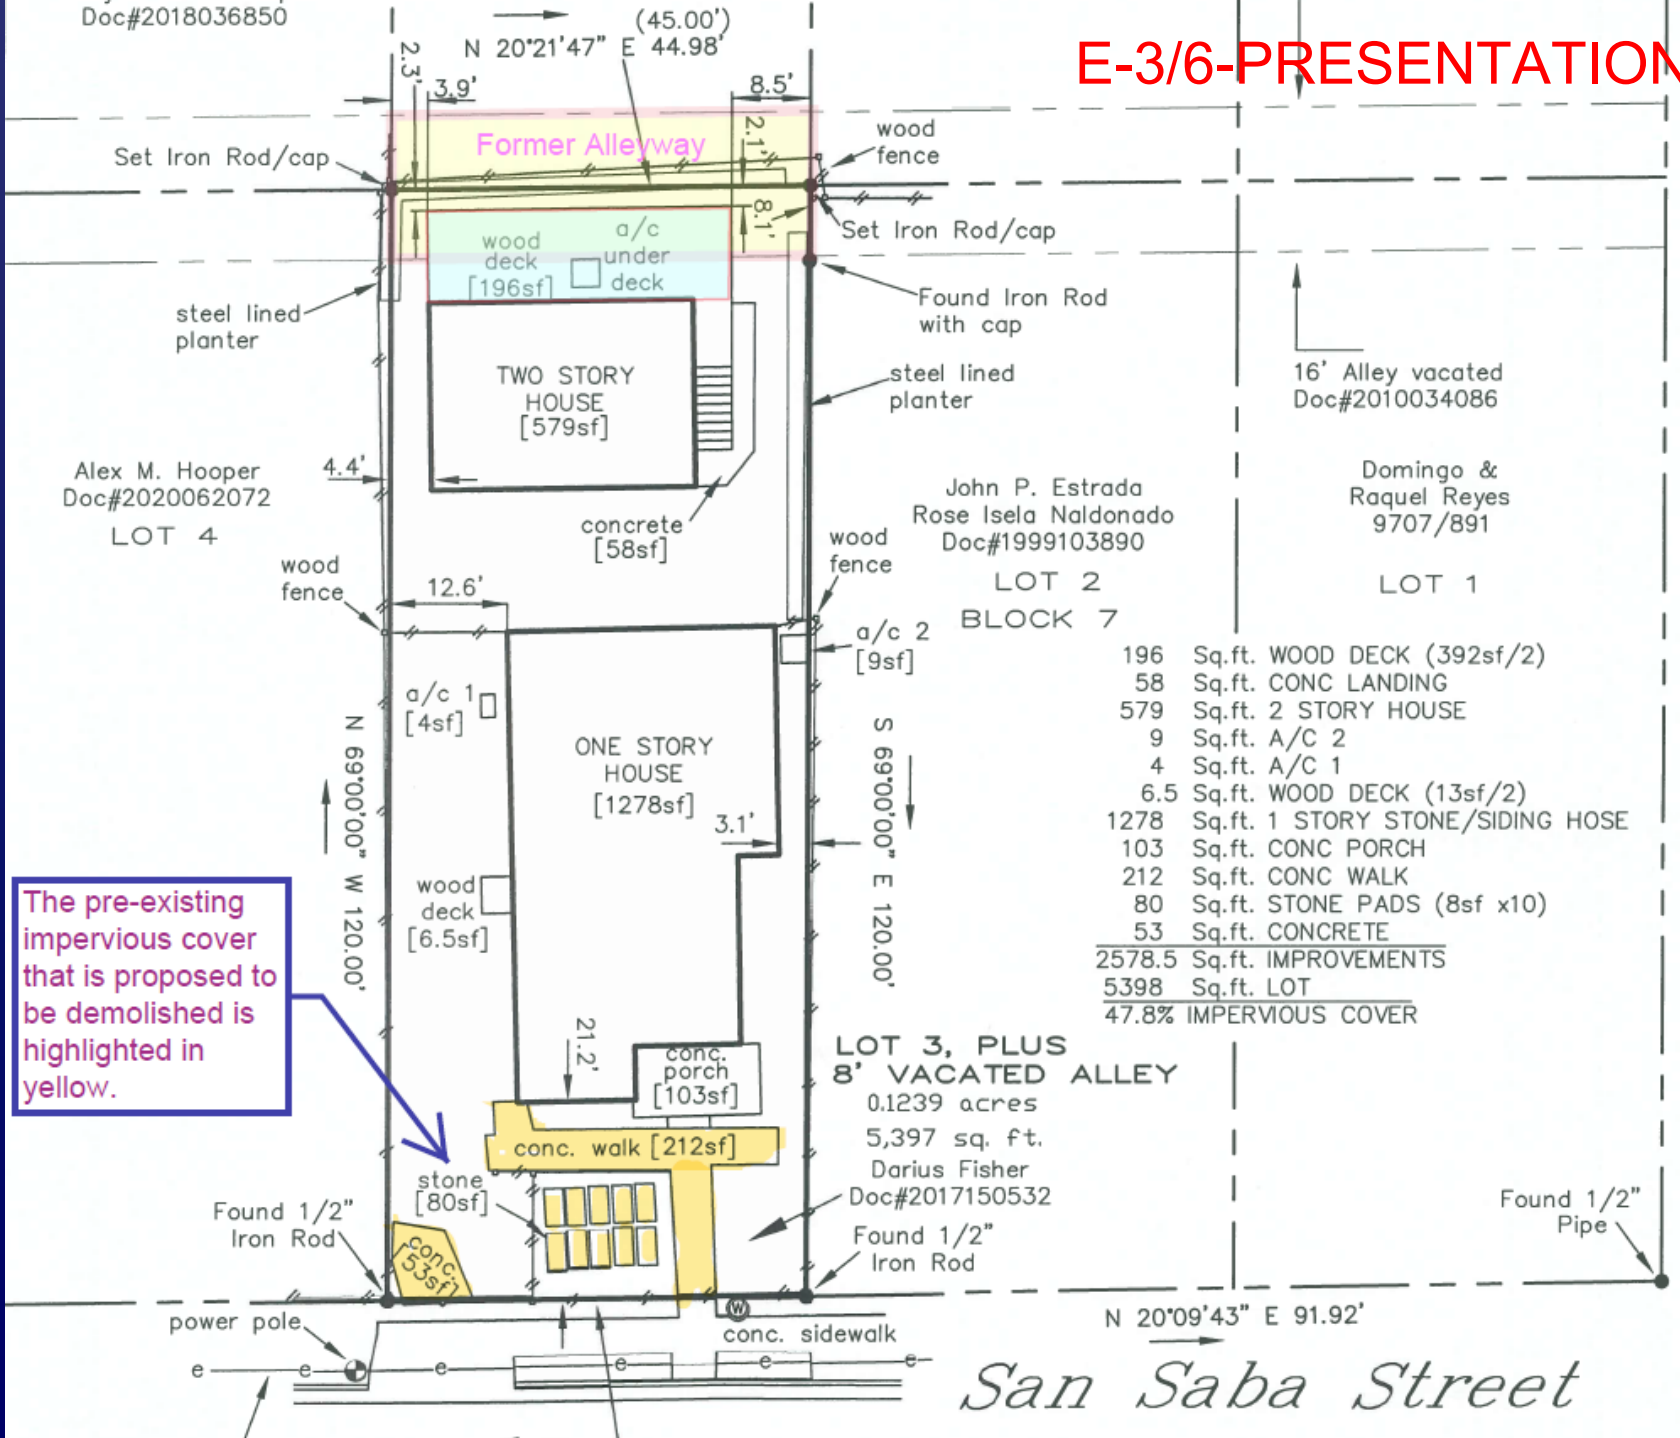 Doc#2018036850
(45.00')
N 20°21'47" E 44.98'
E-3/6-PRESENTATION
2.3'
3.9'
8.5'
Former Alleyway
2.1'
wood
fence
Set Iron Rod/cap
8.1'
Set Iron Rod/cap
wood
deck
[196sf]
a/c
under
deck
steel lined
planter
Found Iron Rod
with cap
TWO STORY
HOUSE
[579sf]
steel lined
planter
16' Alley vacated
Doc#2010034086
Alex M. Hooper
Doc#2020062072
LOT 4
4.4'
concrete
[58sf]
John P. Estrada
Rose Isela Naldonado
Doc#1999103890
LOT 2
BLOCK 7
Domingo &
Raquel Reyes
9707/891
LOT 1
wood
fence
12.6'
wood
fence
a/c 2
[9sf]
a/c 1
[4sf]
N 69°00'00" W 120.00'
ONE STORY
HOUSE
[1278sf]
3.1'
S 69°00'00" E 120.00'
196 Sq.ft. WOOD DECK (392sf/2)
58 Sq.ft. CONC LANDING
579 Sq.ft. 2 STORY HOUSE
9 Sq.ft. A/C 2
4 Sq.ft. A/C 1
6.5 Sq.ft. WOOD DECK (13sf/2)
1278 Sq.ft. 1 STORY STONE/SIDING HOSE
103 Sq.ft. CONC PORCH
212 Sq.ft. CONC WALK
80 Sq.ft. STONE PADS (8sf x10)
53 Sq.ft. CONCRETE
2578.5 Sq.ft. IMPROVEMENTS
5398 Sq.ft. LOT
47.8% IMPERVIOUS COVER
The pre-existing
impervious cover
that is proposed to
be demolished is
highlighted in
yellow.
wood
deck
[6.5sf]
21.2'
conc.
porch
[103sf]
LOT 3, PLUS
8' VACATED ALLEY
0.1239 acres
5,397 sq. ft.
Darius Fisher
Doc#2017150532
conc. walk [212sf]
stone
[80sf]
conc.
[53sf]
Found 1/2"
Iron Rod
Found 1/2"
Iron Rod
Found 1/2"
Pipe
N 20°09'43" E 91.92'
power pole
W
conc. sidewalk
e e e e e e
San Saba Street